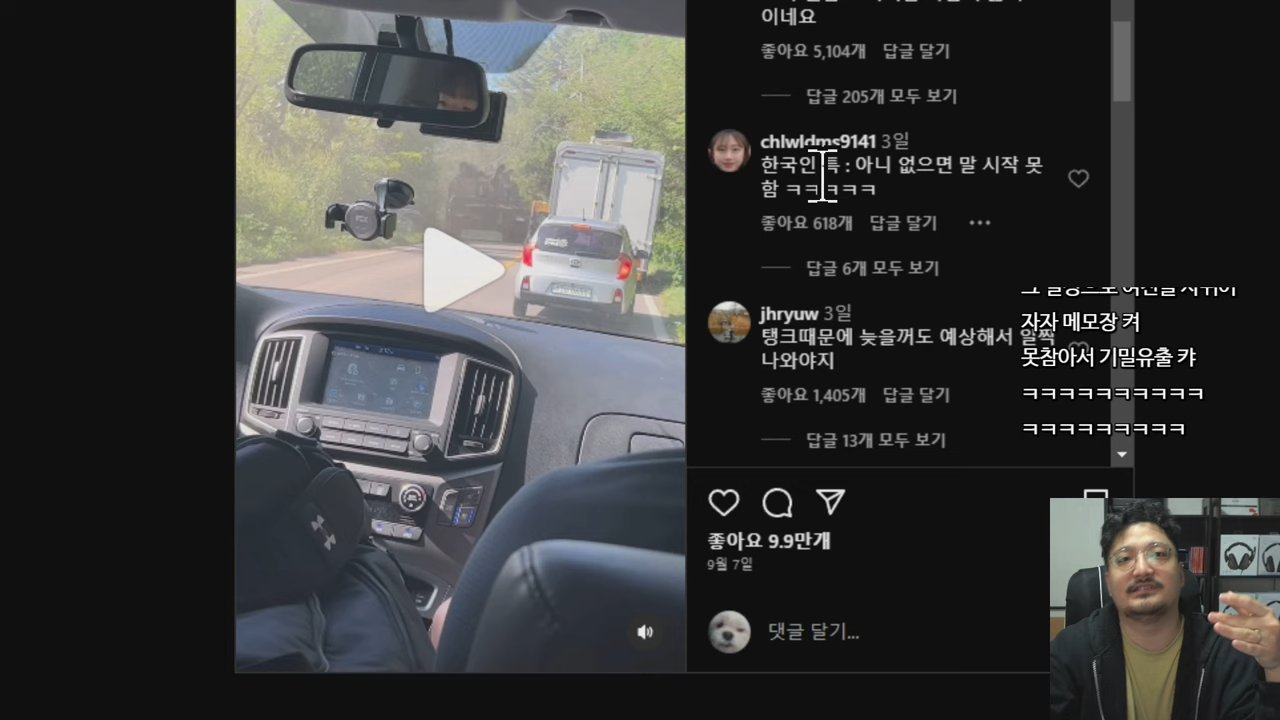 이네요
좋아요 5,104개 답글 달기
답글 205개 모두 보기
chlwldms9141 3일
한국인 특 : 아니 없으면 말 시작 못
함 ㅋㅋㅋㅋㅋ
좋아요 618개 답글 달기 •••
답글 6개 모두 보기
jhryuw 3일
탱크때문에 늦을꺼도 예상해서 일찍
나와야지
좋아요 1,405개 답글 달기
답글 13개 모두 보기
자자 메모장 켜
못참아서 기밀유출 캬
ㅋㅋㅋㅋㅋㅋㅋㅋㅋㅋ
ㅋㅋㅋㅋㅋㅋㅋㅋㅋ
좋아요 9.9만개
9월 7일
댓글 달기...